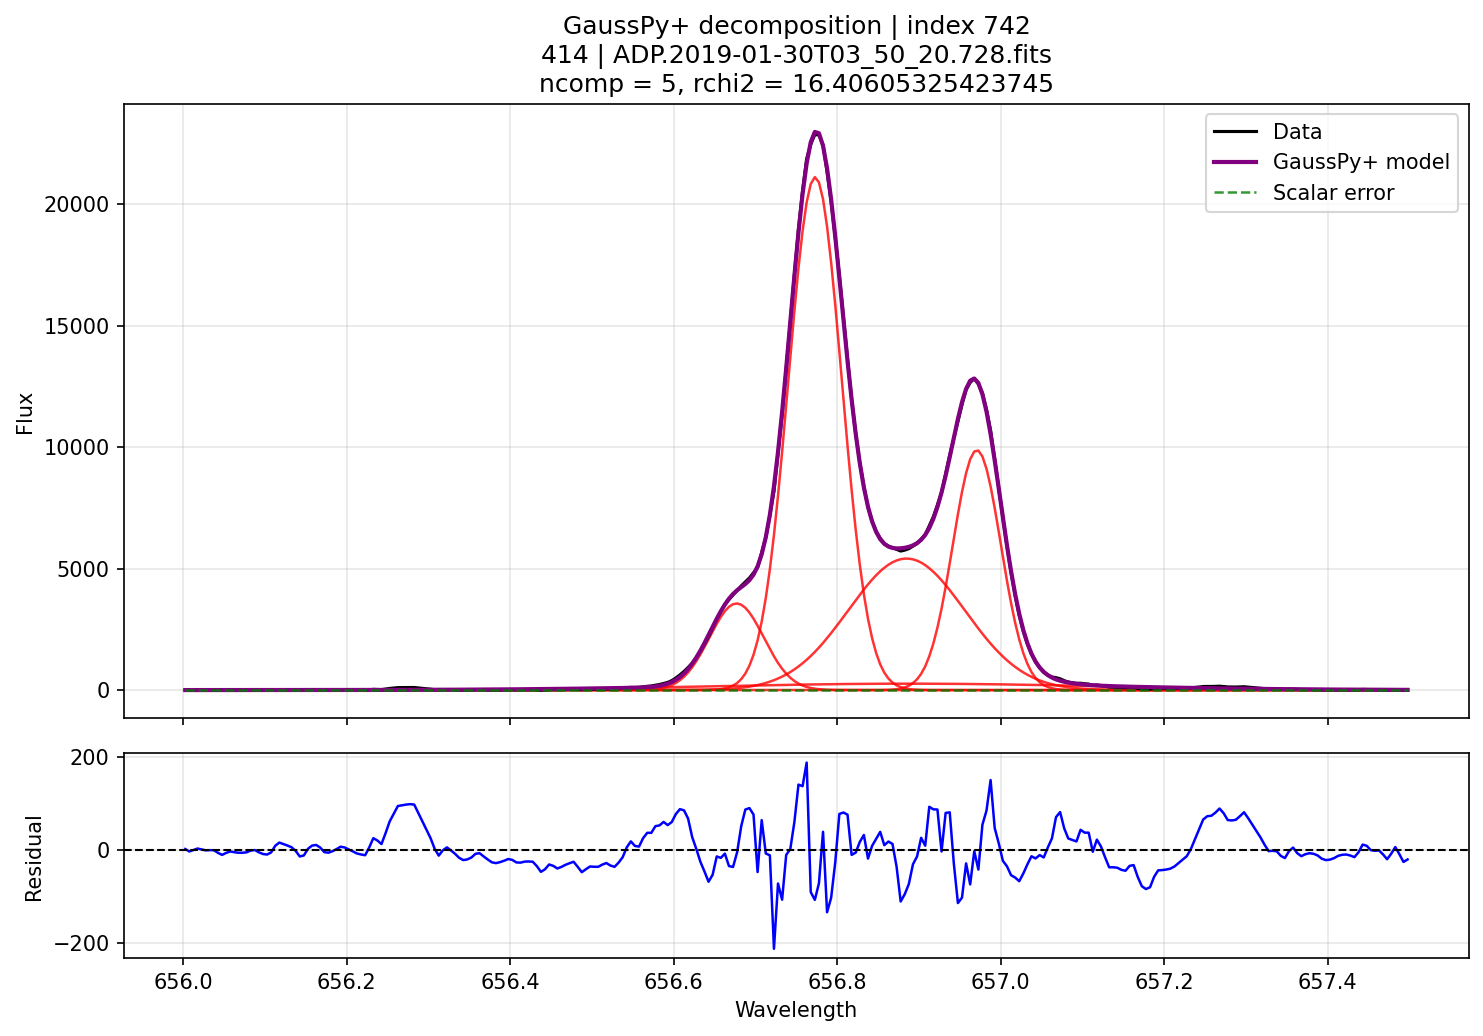 GaussPy+ decomposition | index 742
414 | ADP.2019-01-30T03_50_20.728.fits
ncomp = 5, rchi2 = 16.40605325423745
Data
GaussPy+ model
Scalar error
Flux
20000
15000
10000
5000
0
Residual
200
0
−200
656.0
656.2
656.4
656.6
656.8
657.0
657.2
657.4
Wavelength